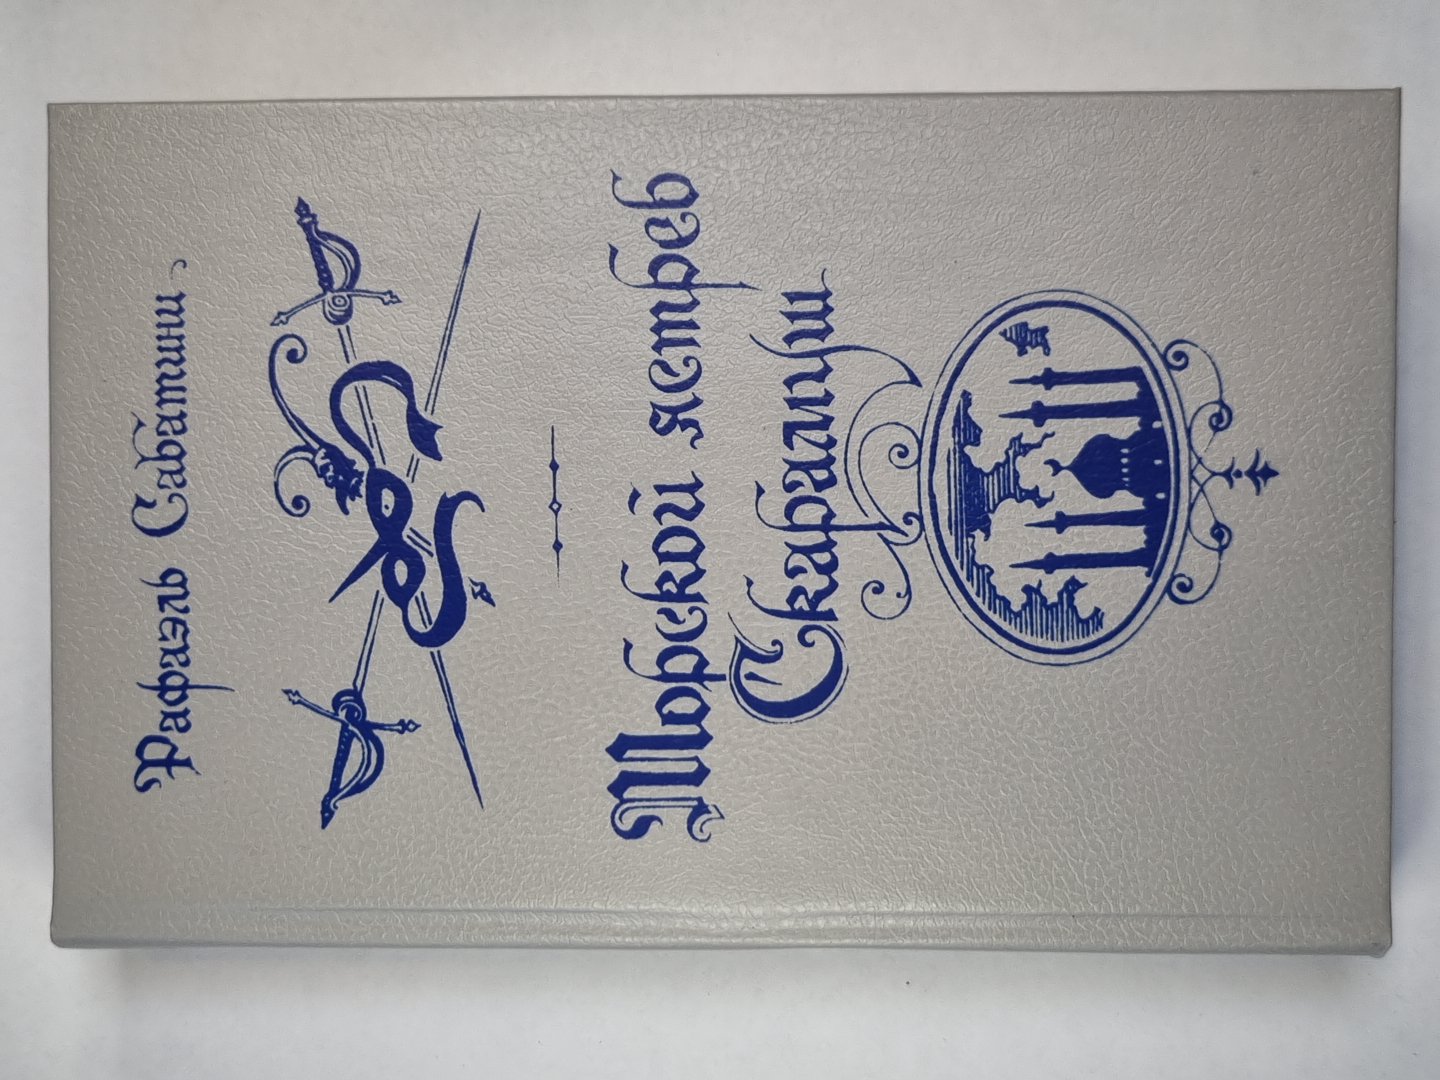 Рафаэль Сабатини
Морской ястреб
Скарамуш